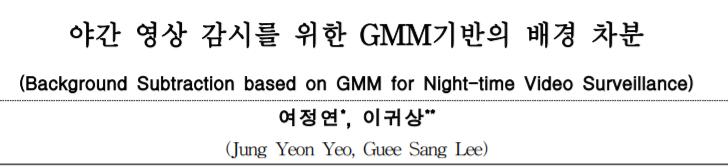 야간 영상 감시를 위한 GMM기반의 배경 차분
(Background Subtraction based on GMM for Night-time Video Surveillance)
여정연*, 이귀상**
(Jung Yeon Yeo, Guee Sang Lee)